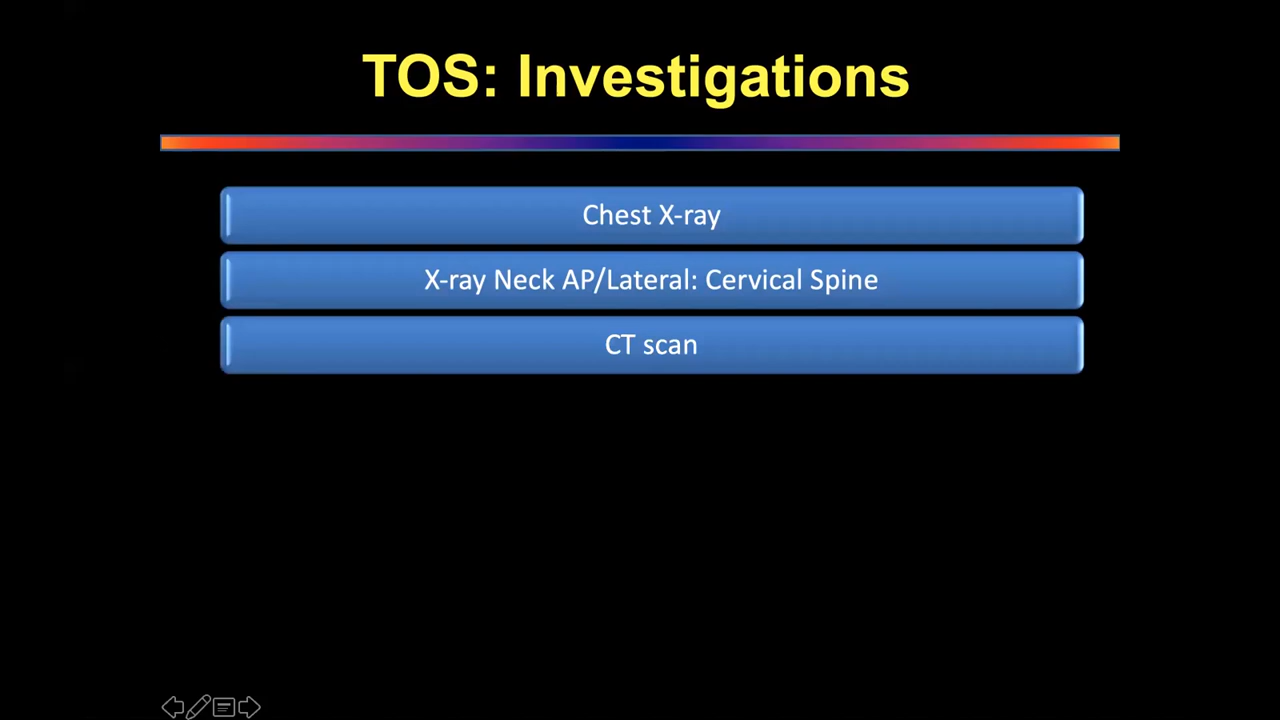 TOS: Investigations
Chest X-ray
X-ray Neck AP/Lateral: Cervical Spine
CT scan